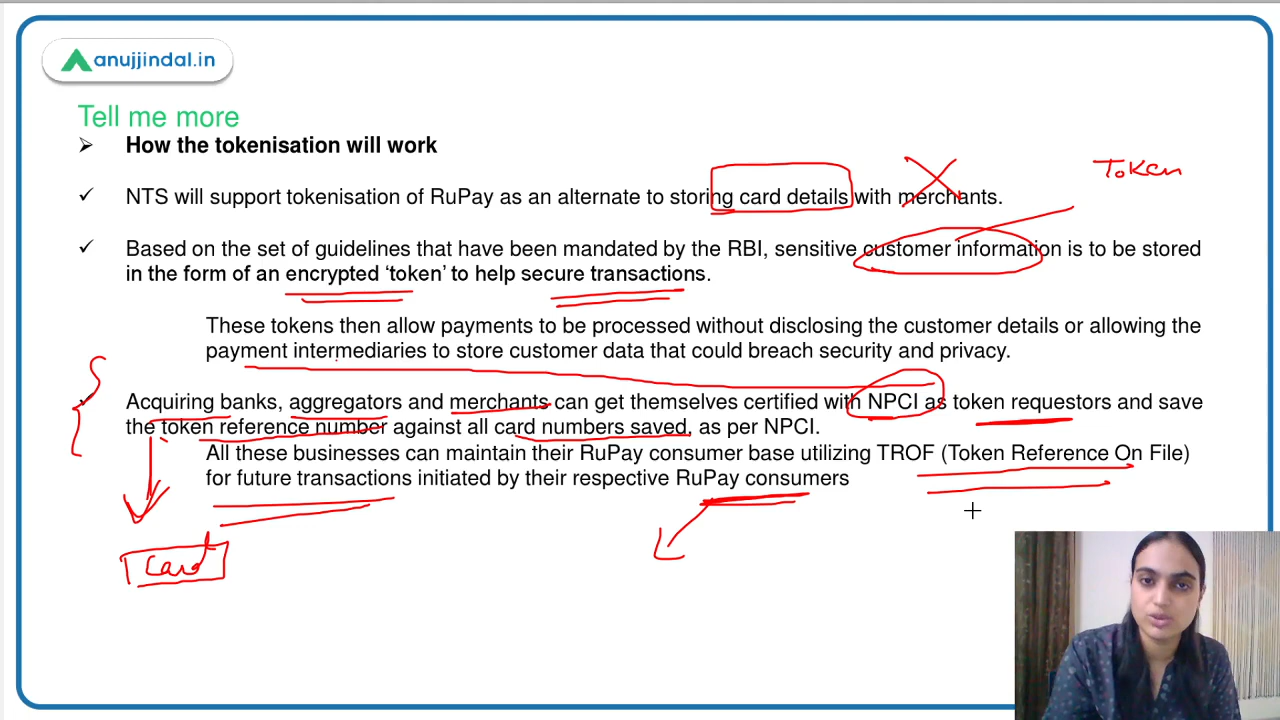 anujjindal.in
Tell me more
How the tokenisation will work
NTS will support tokenisation of RuPay as an alternate to storing card details with merchants.
Token
Based on the set of guidelines that have been mandated by the RBI, sensitive customer information is to be stored
in the form of an encrypted ‘token’ to help secure transactions.
These tokens then allow payments to be processed without disclosing the customer details or allowing the
payment intermediaries to store customer data that could breach security and privacy.
Acquiring banks, aggregators and merchants can get themselves certified with NPCI as token requestors and save
the token reference number against all card numbers saved, as per NPCI.
All these businesses can maintain their RuPay consumer base utilizing TROF (Token Reference On File)
for future transactions initiated by their respective RuPay consumers
Card